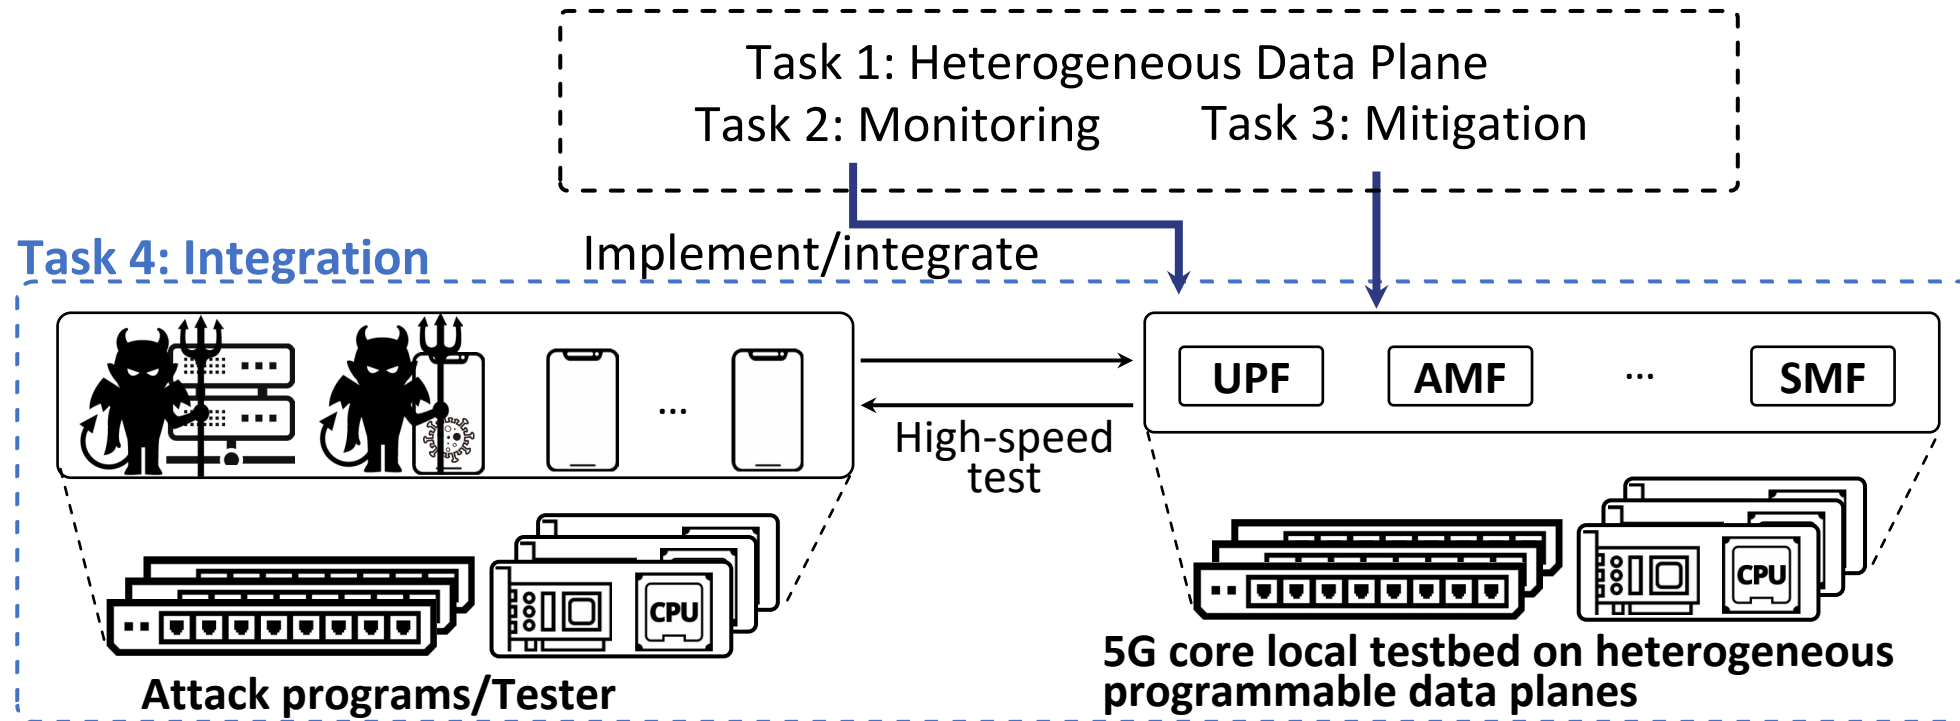 Task 1: Heterogeneous Data Plane
Task 2: Monitoring
Task 3: Mitigation
Task 4: Integration
Implement/integrate
...
UPF
AMF
...
SMF
High-speed
test
CPU
CPU
Attack programs/Tester
5G core local testbed on heterogeneous
programmable data planes